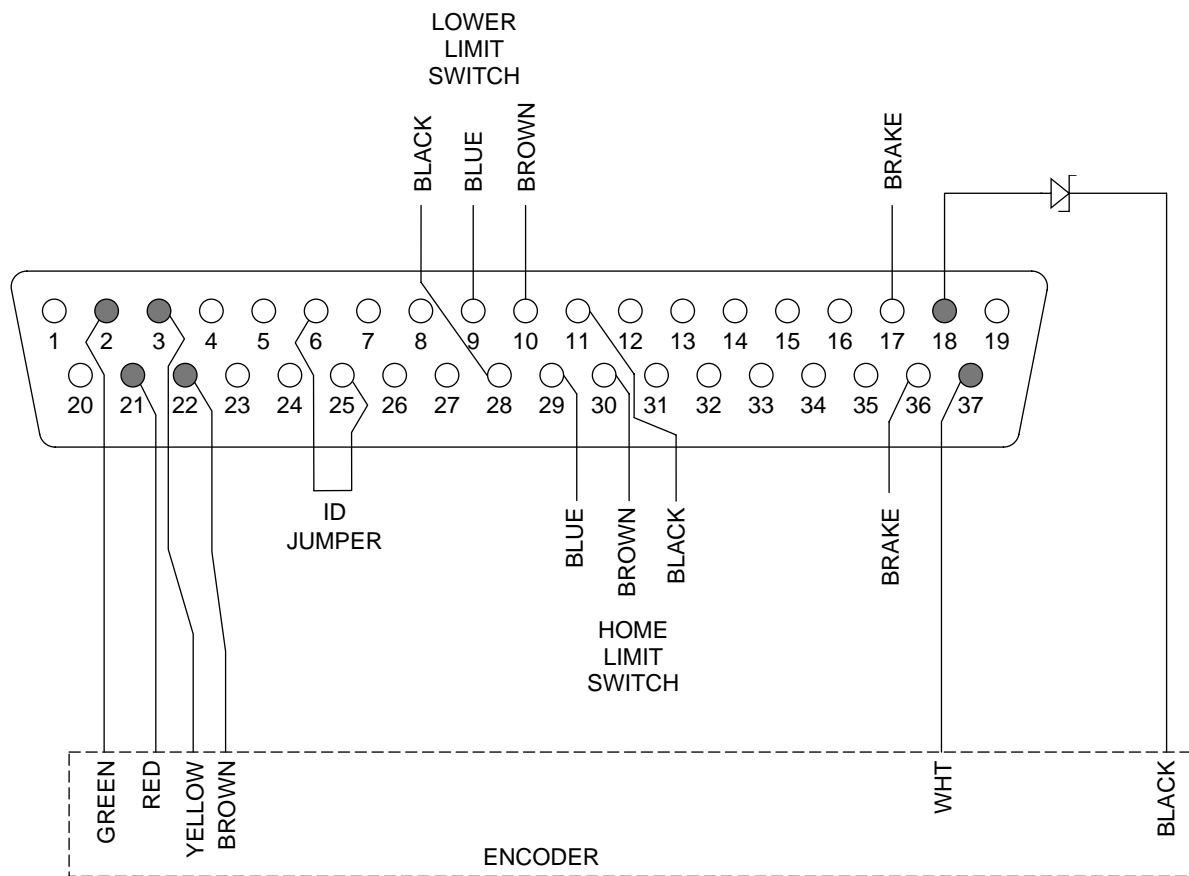 LOWER
LIMIT
SWITCH
BLACK
BLUE
BROWN
BRAKE
1 2 3 4 5 6 7 8 9 10 11 12 13 14 15 16 17 18 19
20 21 22 23 24 25 26 27 28 29 30 31 32 33 34 35 36 37
ID
JUMPER
BLUE
BROWN
BLACK
BRAKE
HOME
LIMIT
SWITCH
GREEN
RED
YELLOW
BROWN
WHT
BLACK
ENCODER